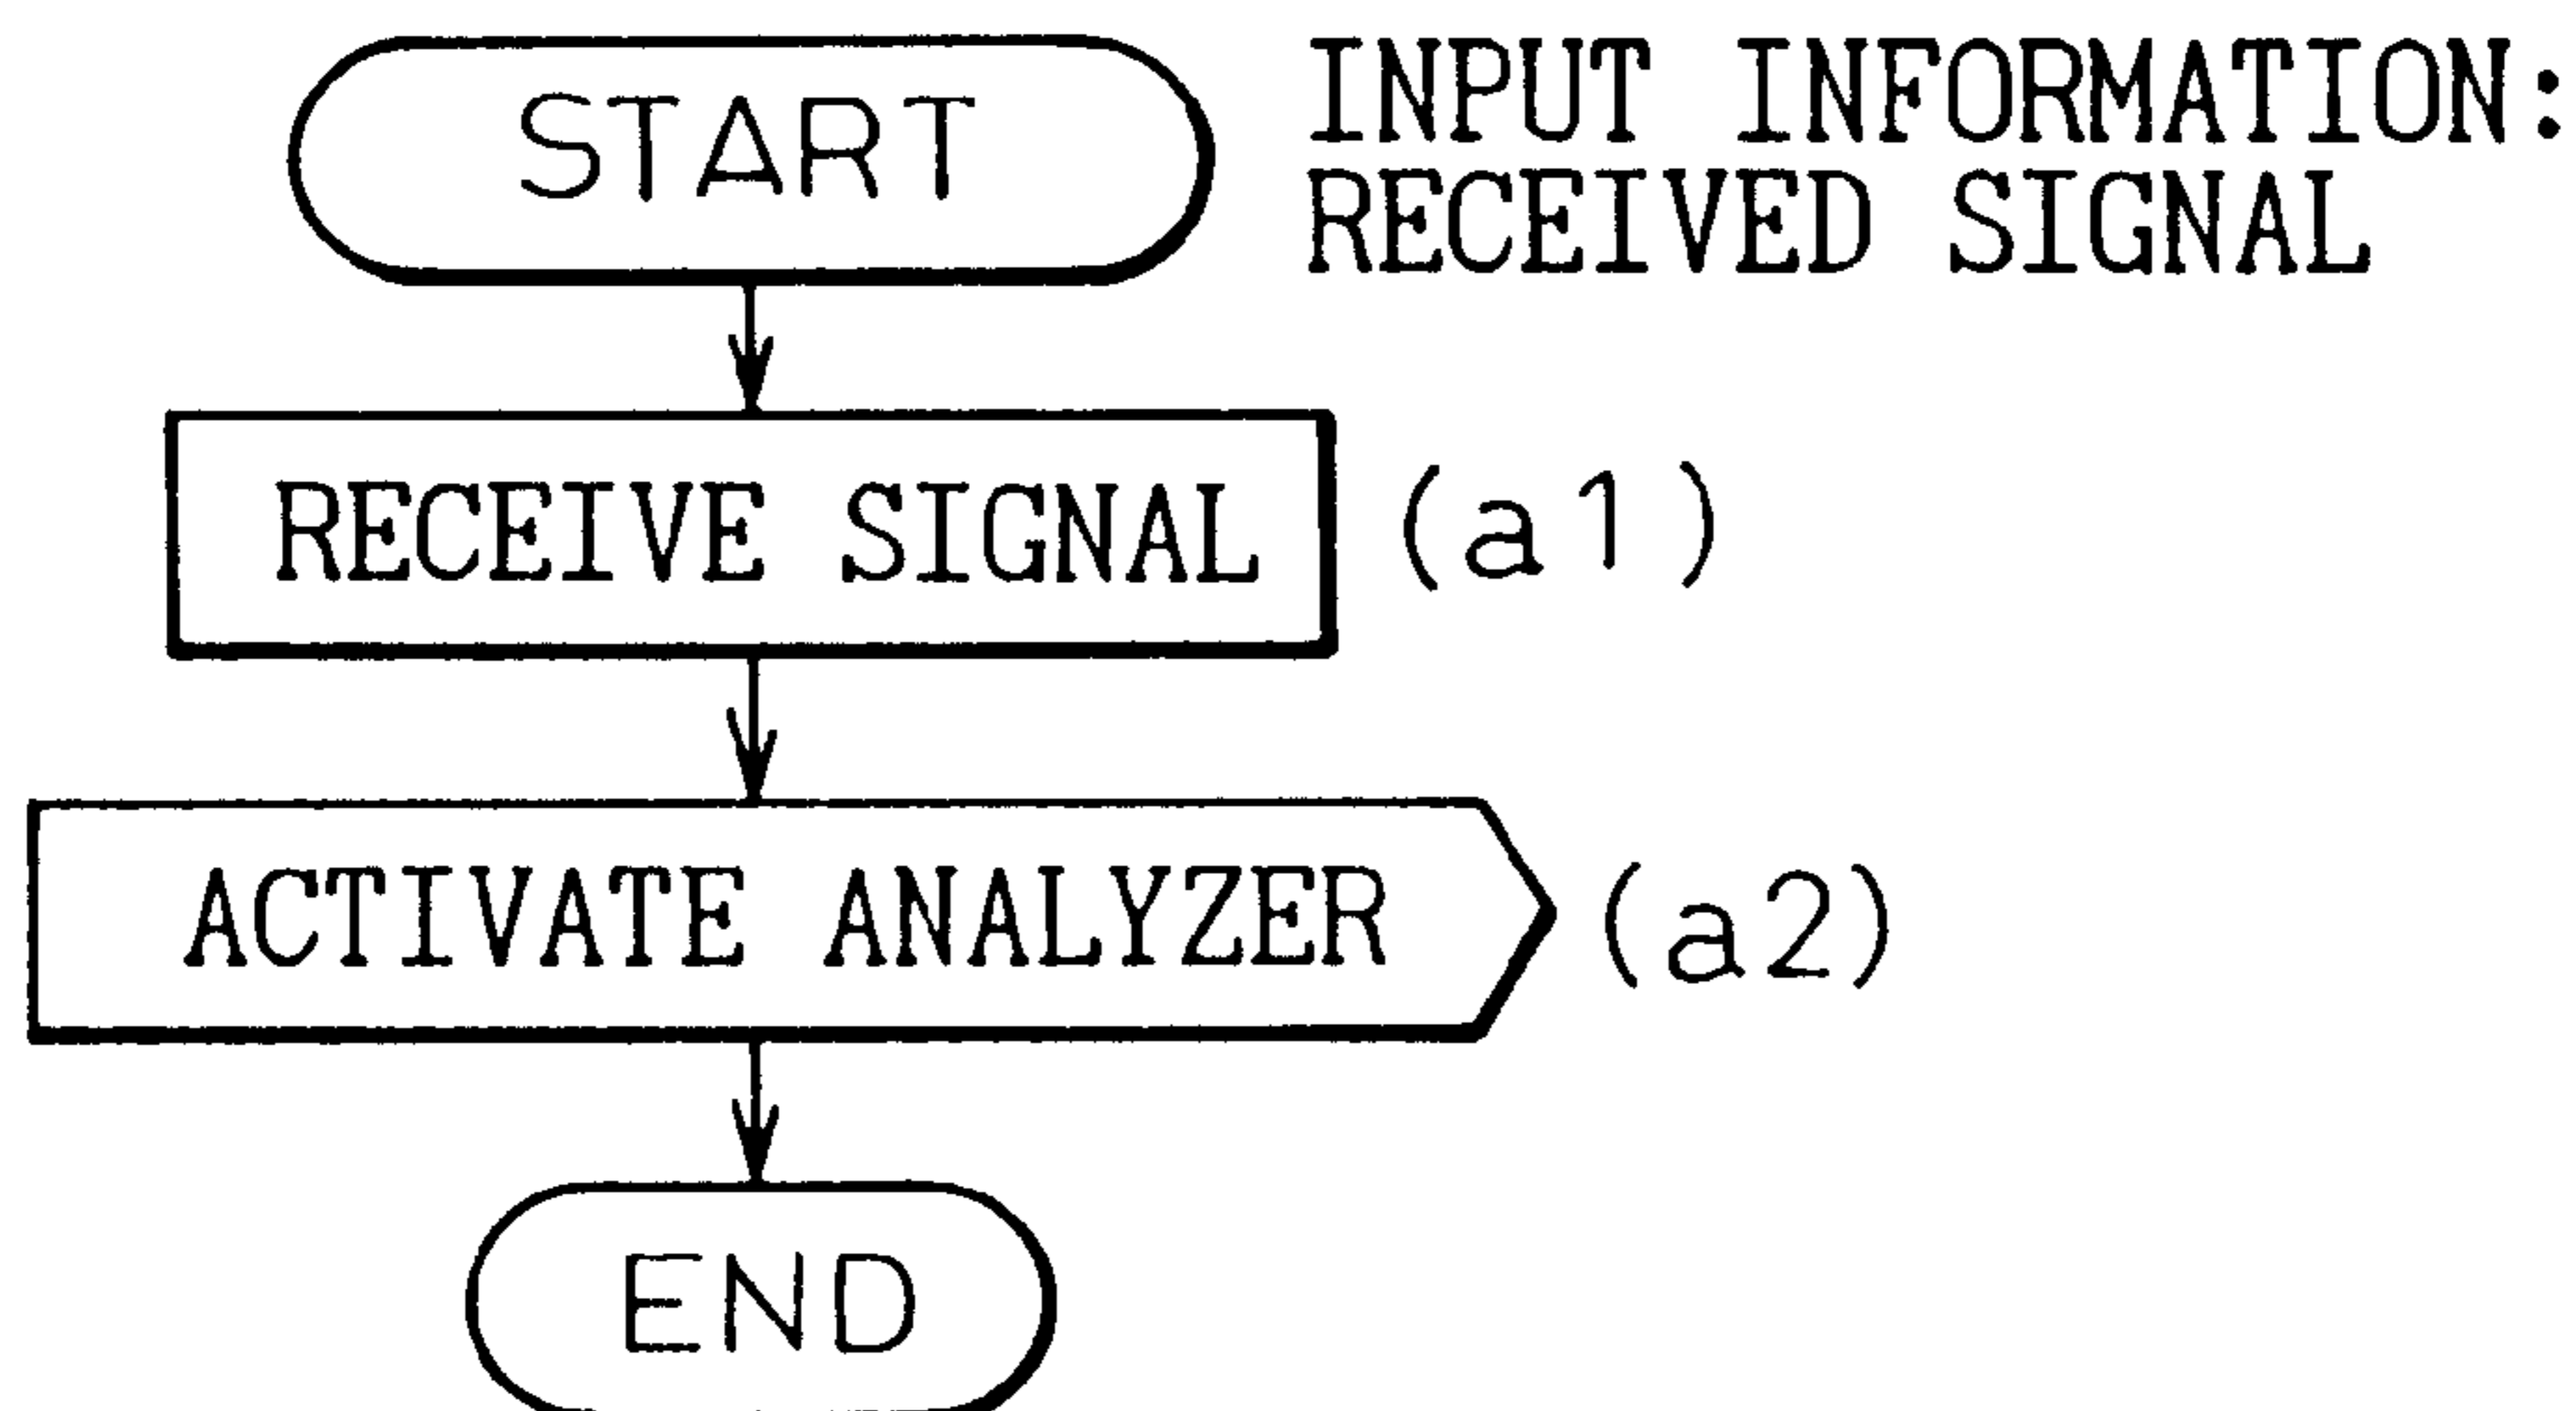 START
INPUT INFORMATION:
RECEIVED SIGNAL
RECEIVE SIGNAL (a1)
ACTIVATE ANALYZER (a2)
END